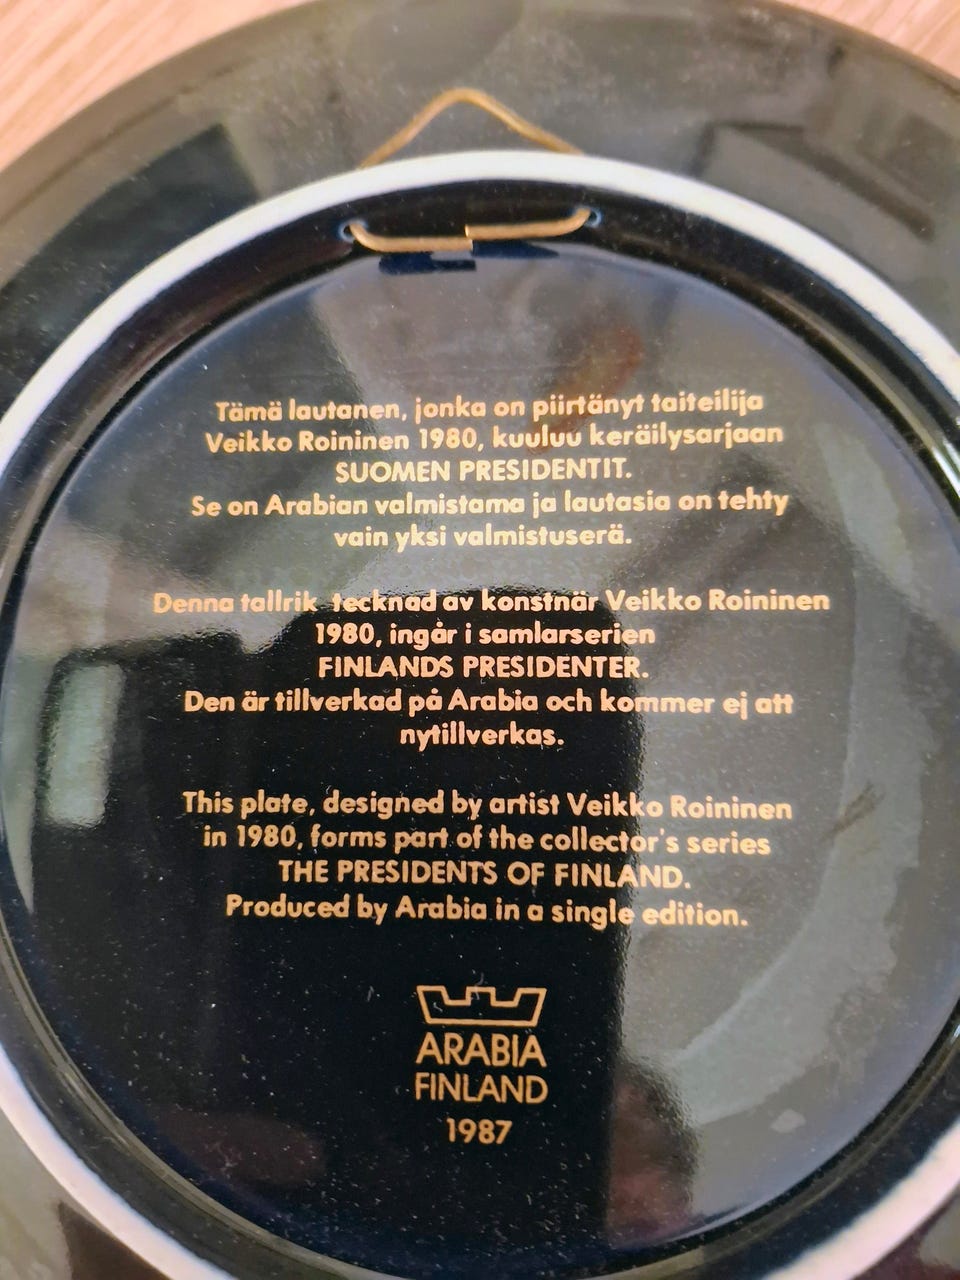 Tämä lautanen, jonka on piirtänyt taiteilija
Veikko Roininen 1980, kuuluu keräilysarjaan
SUOMEN PRESIDENTIT.
Se on Arabian valmistama ja lautasia on tehty
vain yksi valmistuserä.
Denna tallrik tecknad av konstnär Veikko Roininen
1980, ingår i samlarserien
FINLANDS PRESIDENTER.
Den är tillverkad på Arabia och kommer ej att
nytillverkas.
This plate, designed by artist Veikko Roininen
in 1980, forms part of the collector's series
THE PRESIDENTS OF FINLAND.
Produced by Arabia in a single edition.
ARABIA
FINLAND
1987